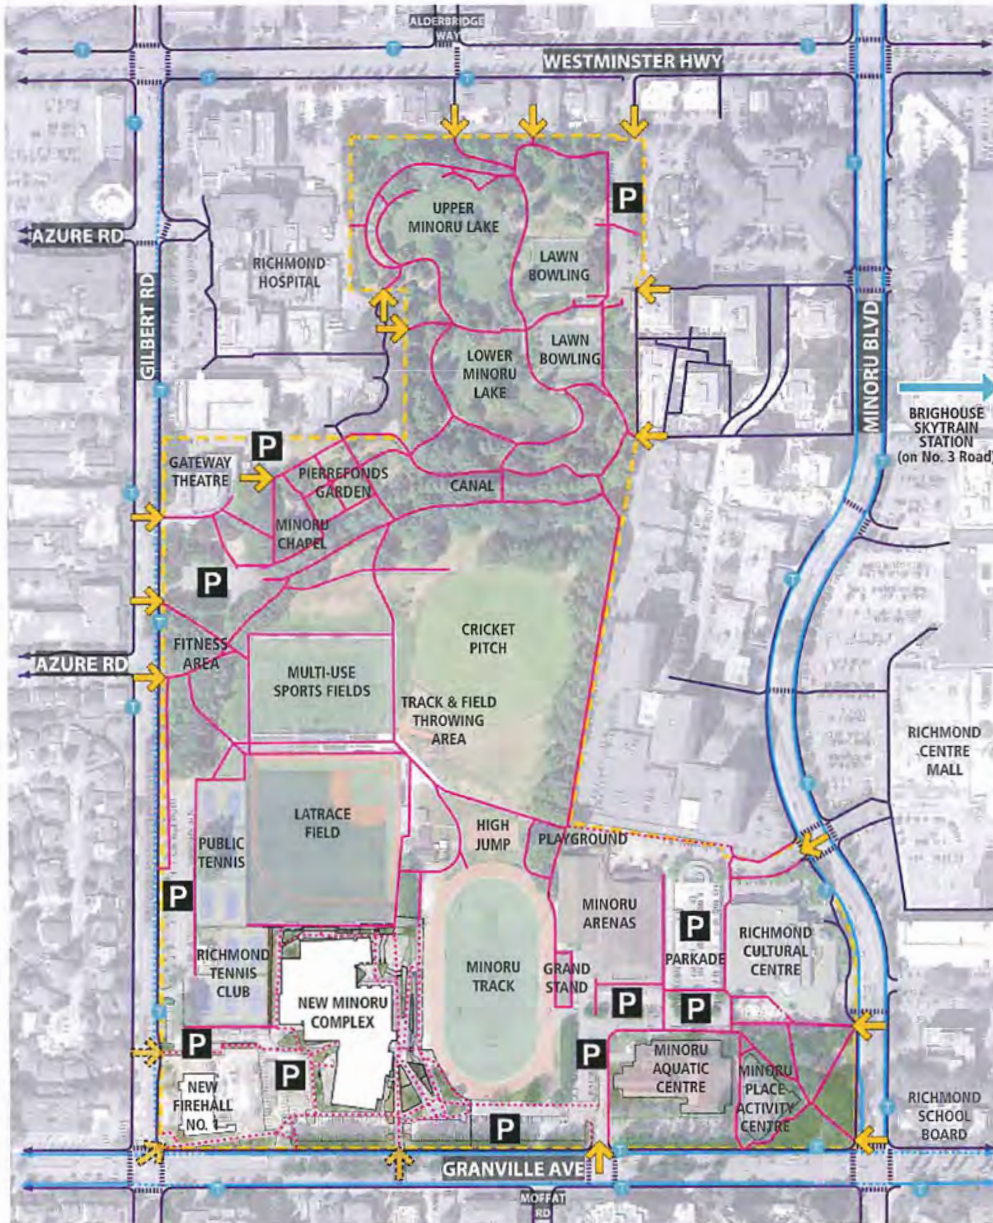 ALDERBRIDGE
WAY
T
T
T
WESTMINSTER HWY
T
T
T
T
P
UPPER
MINORU LAKE
AZURE RD
LAWN
BOWLING
RICHMOND
HOSPITAL
GILBERT RD
MINORU BLVD
LOWER
MINORU
LAKE
LAWN
BOWLING
T
BRIGHOUSE
SKYTRAIN
STATION
(on No. 3 Road)
P
GATEWAY
THEATRE
PIERREFONDS
GARDEN
CANAL
T
T
MINORU
CHAPEL
P
T
T
FITNESS
AREA
CRICKET
PITCH
AZURE RD
MULTI-USE
SPORTS FIELDS
TRACK & FIELD
THROWING
AREA
T
RICHMOND
CENTRE
MALL
T
LATRACE
FIELD
HIGH
JUMP
PLAYGROUND
PUBLIC
TENNIS
P
MINORU
ARENAS
P
PARKADE
RICHMOND
CULTURAL
CENTRE
RICHMOND
TENNIS
CLUB
MINORU
TRACK
GRAND
STAND
NEW MINORU
COMPLEX
P
P
T
P
P
P
MINORU
AQUATIC
CENTRE
MINORU
PLACE
ACTIVITY
CENTRE
NEW
FIREHALL
NO. 1
P
T
RICHMOND
SCHOOL
BOARD
T
T
GRANVILLE AVE
T
T
T
MOFFAT
RD